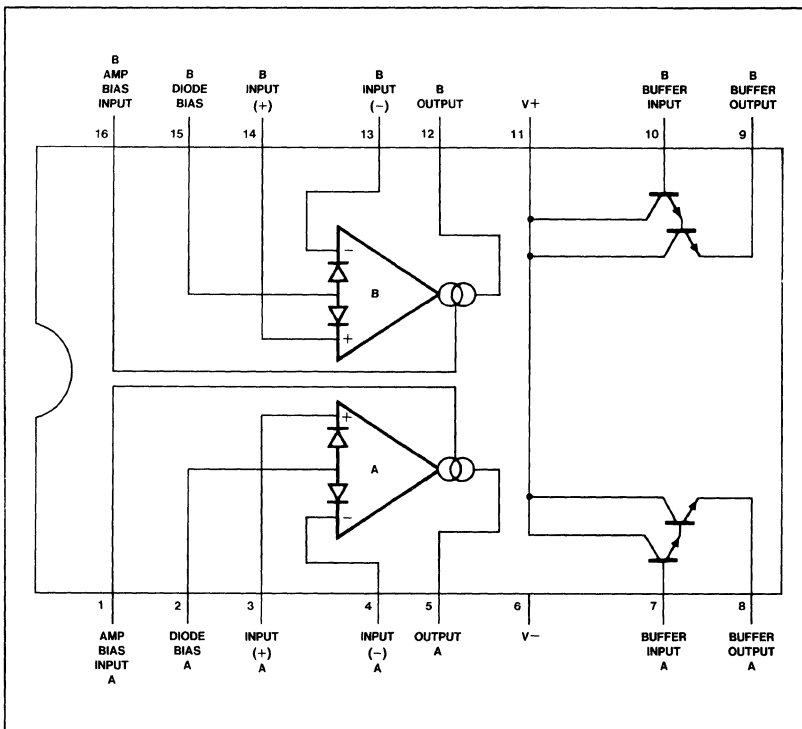 B
AMP
BIAS
INPUT
B
DIODE
BIAS
B
INPUT
(+)
B
INPUT
(−)
B
OUTPUT
V+
B
BUFFER
INPUT
B
BUFFER
OUTPUT
16
15
14
13
12
11
10
9
−
B
+
+
A
−
1
2
3
4
5
6
7
8
AMP
BIAS
INPUT
A
DIODE
BIAS
A
INPUT
(+)
A
INPUT
(−)
A
OUTPUT
A
V−
BUFFER
INPUT
A
BUFFER
OUTPUT
A